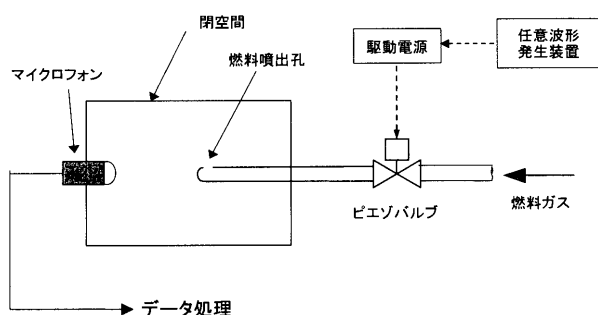 閉空間
燃料噴出孔
マイクロフォン
駆動電源
任意波形
発生装置
ピエゾバルブ
燃料ガス
データ処理